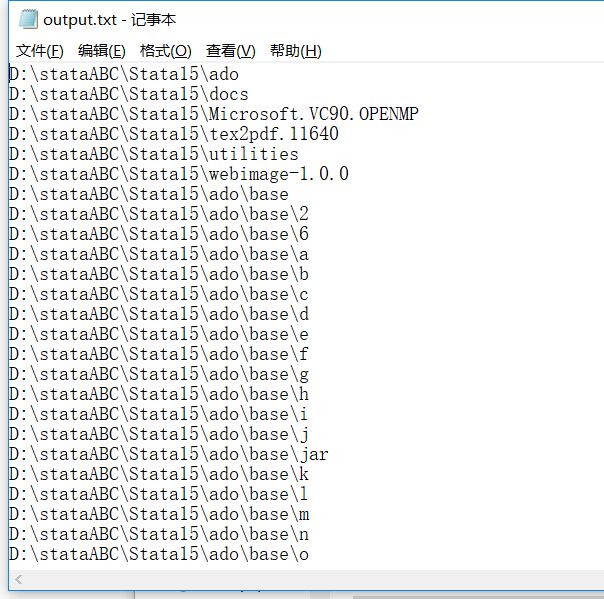 output.txt - 记事本
文件(F) 编辑(E) 格式(O) 查看(V) 帮助(H)
D:\stataABC\Stata15\ado
D:\stataABC\Stata15\docs
D:\stataABC\Stata15\Microsoft.VC90.OPENMP
D:\stataABC\Stata15\tex2pdf.11640
D:\stataABC\Stata15\utilities
D:\stataABC\Stata15\webimage-1.0.0
D:\stataABC\Stata15\ado\base
D:\stataABC\Stata15\ado\base\2
D:\stataABC\Stata15\ado\base\6
D:\stataABC\Stata15\ado\base\a
D:\stataABC\Stata15\ado\base\b
D:\stataABC\Stata15\ado\base\c
D:\stataABC\Stata15\ado\base\d
D:\stataABC\Stata15\ado\base\e
D:\stataABC\Stata15\ado\base\f
D:\stataABC\Stata15\ado\base\g
D:\stataABC\Stata15\ado\base\h
D:\stataABC\Stata15\ado\base\i
D:\stataABC\Stata15\ado\base\j
D:\stataABC\Stata15\ado\base\jar
D:\stataABC\Stata15\ado\base\k
D:\stataABC\Stata15\ado\base\l
D:\stataABC\Stata15\ado\base\m
D:\stataABC\Stata15\ado\base\n
D:\stataABC\Stata15\ado\base\o